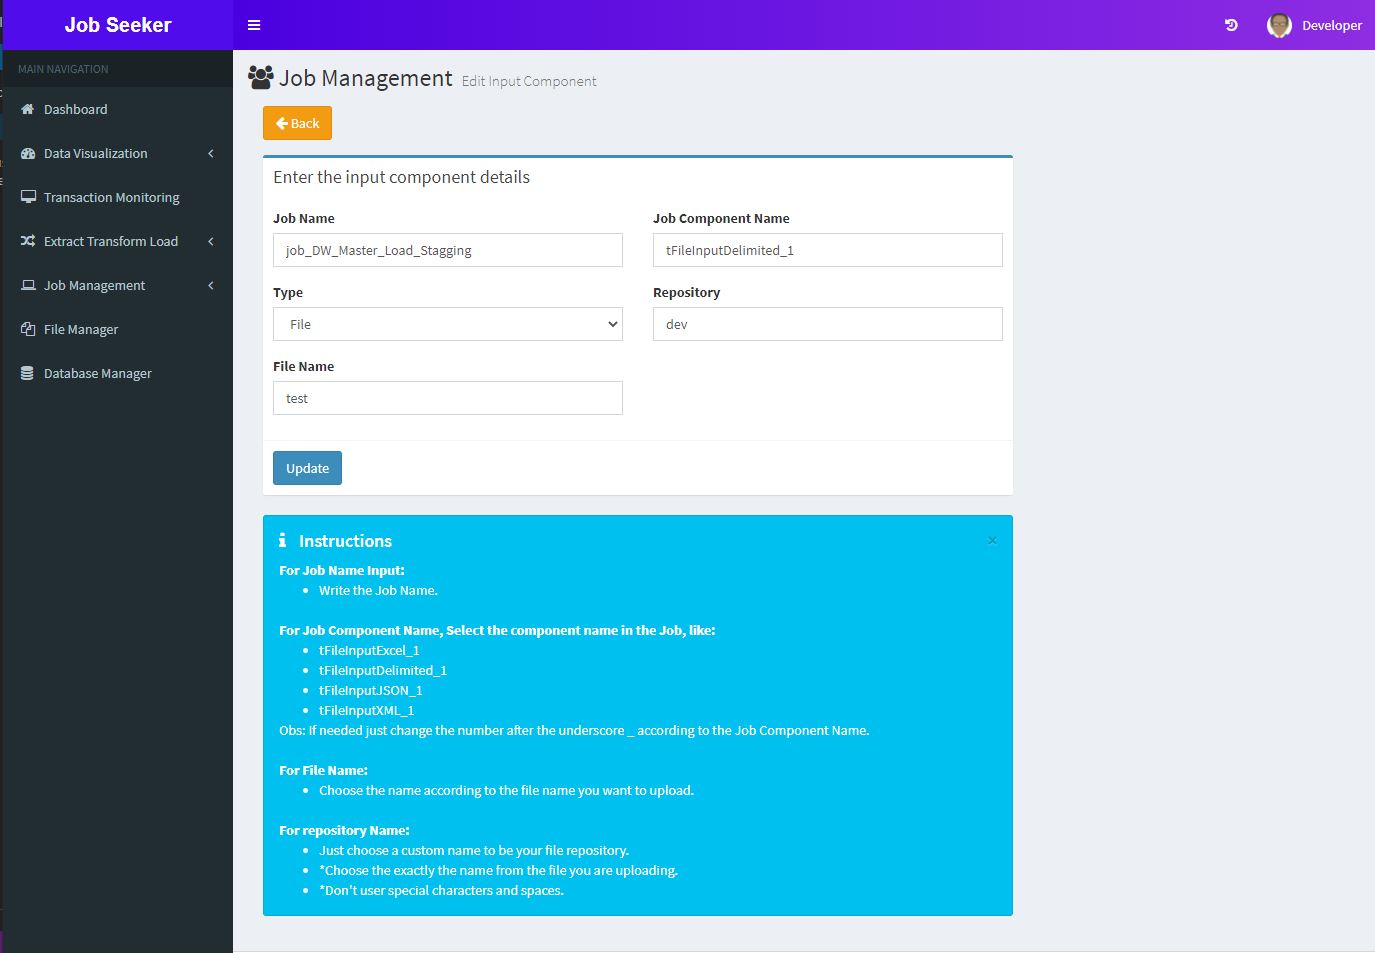 Job Seeker
Developer
MAIN NAVIGATION
Dashboard
Data Visualization
Transaction Monitoring
Extract Transform Load
Job Management
File Manager
Database Manager
Job Management Edit Input Component
Back
Enter the input component details
Job Name
Job Component Name
job_DW_Master_Load_Stagging
tFileInputDelimited_1
Type
Repository
File
dev
File Name
test
Update
Instructions
×
For Job Name Input:
Write the Job Name.
For Job Component Name, Select the component name in the Job, like:
tFileInputExcel_1
tFileInputDelimited_1
tFileInputJSON_1
tFileInputXML_1
Obs: If needed just change the number after the underscore _ according to the Job Component Name.
For File Name:
Choose the name according to the file name you want to upload.
For repository Name:
Just choose a custom name to be your file repository.
*Choose the exactly the name from the file you are uploading.
*Don't user special characters and spaces.